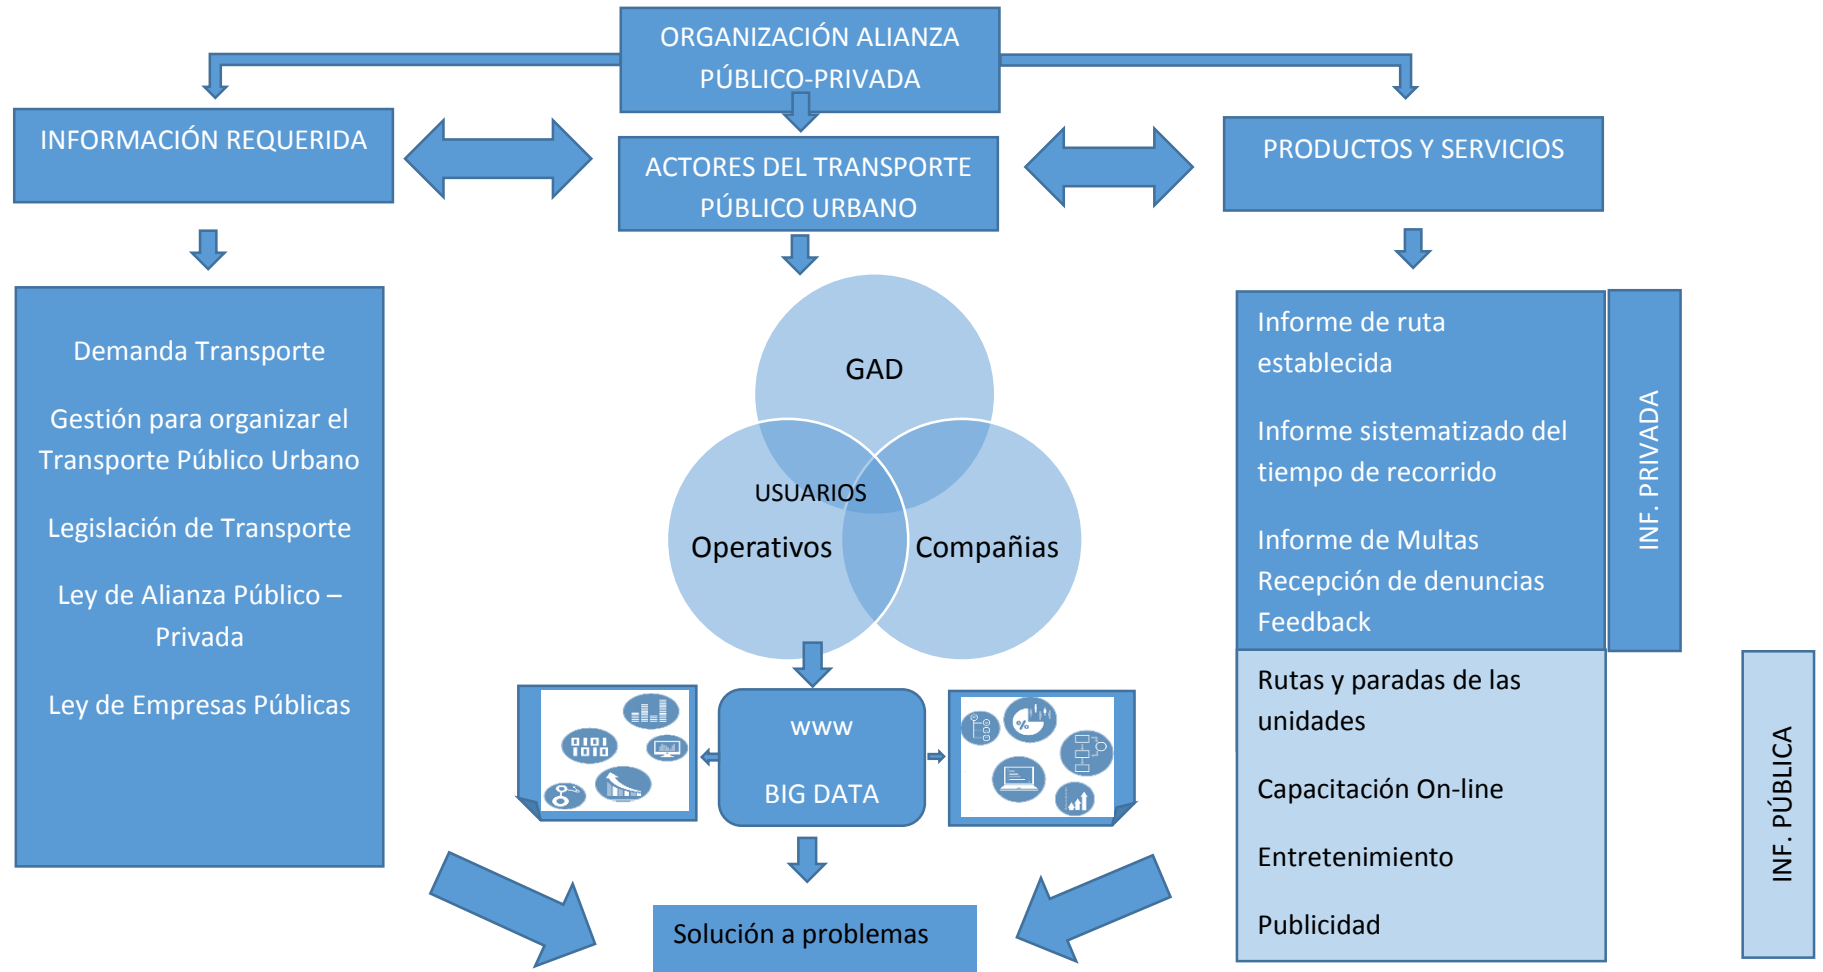 ORGANIZACIÓN ALIANZA
PÚBLICO-PRIVADA
INFORMACIÓN REQUERIDA
ACTORES DEL TRANSPORTE
PÚBLICO URBANO
PRODUCTOS Y SERVICIOS
Demanda Transporte
Gestión para organizar el
Transporte Público Urbano
Legislación de Transporte
Ley de Alianza Público –
Privada
Ley de Empresas Públicas
GAD
USUARIOS
Operativos
Compañias
www
BIG DATA
Solución a problemas
Informe de ruta
establecida
Informe sistematizado del
tiempo de recorrido
Informe de Multas
Recepción de denuncias
Feedback
INF. PRIVADA
Rutas y paradas de las
unidades
Capacitación On-line
Entretenimiento
Publicidad
INF. PÚBLICA